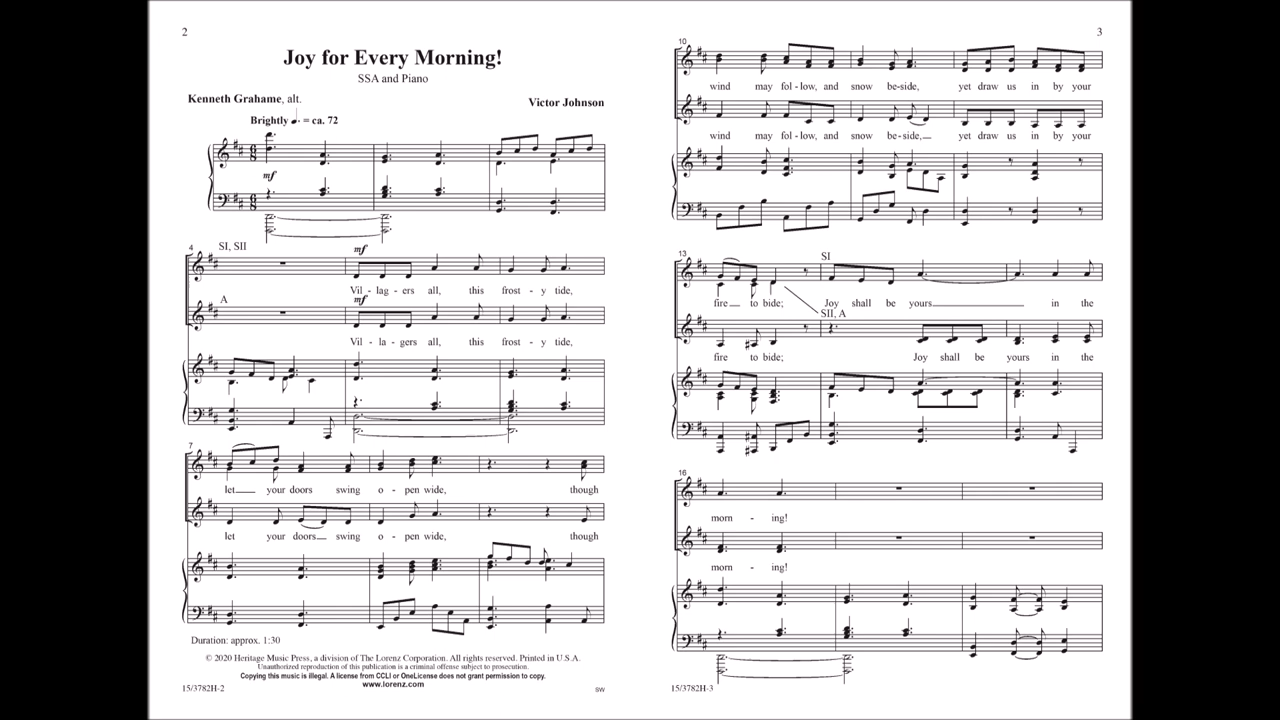 2
Joy for Every Morning!
SSA and Piano
Kenneth Grahame, alt.
Victor Johnson
Brightly ♩. = ca. 72
mf
4
SI, SII
mf
Vil - lag - ers all, this frost - y tide,
A
mf
Vil - la - gers all, this frost - y tide,
7
let your doors swing o - pen wide, though
let your doors swing o - pen wide, though
Duration: approx. 1:30
© 2020 Heritage Music Press, a division of The Lorenz Corporation. All rights reserved. Printed in U.S.A.
Unauthorized reproduction of this publication is a criminal offense subject to prosecution.
Copying this music is illegal. A license from CCLI or OneLicense does not grant permission to copy.
www.lorenz.com
15/3782H-2
SW
3
10
wind may fol - low, and snow be-side, yet draw us in by your
wind may fol - low, and snow be-side, yet draw us in by your
13
SI
fire to bide; Joy shall be yours in the
SII, A
fire to bide; Joy shall be yours in the
16
morn - ing!
morn - ing!
15/3782H-3